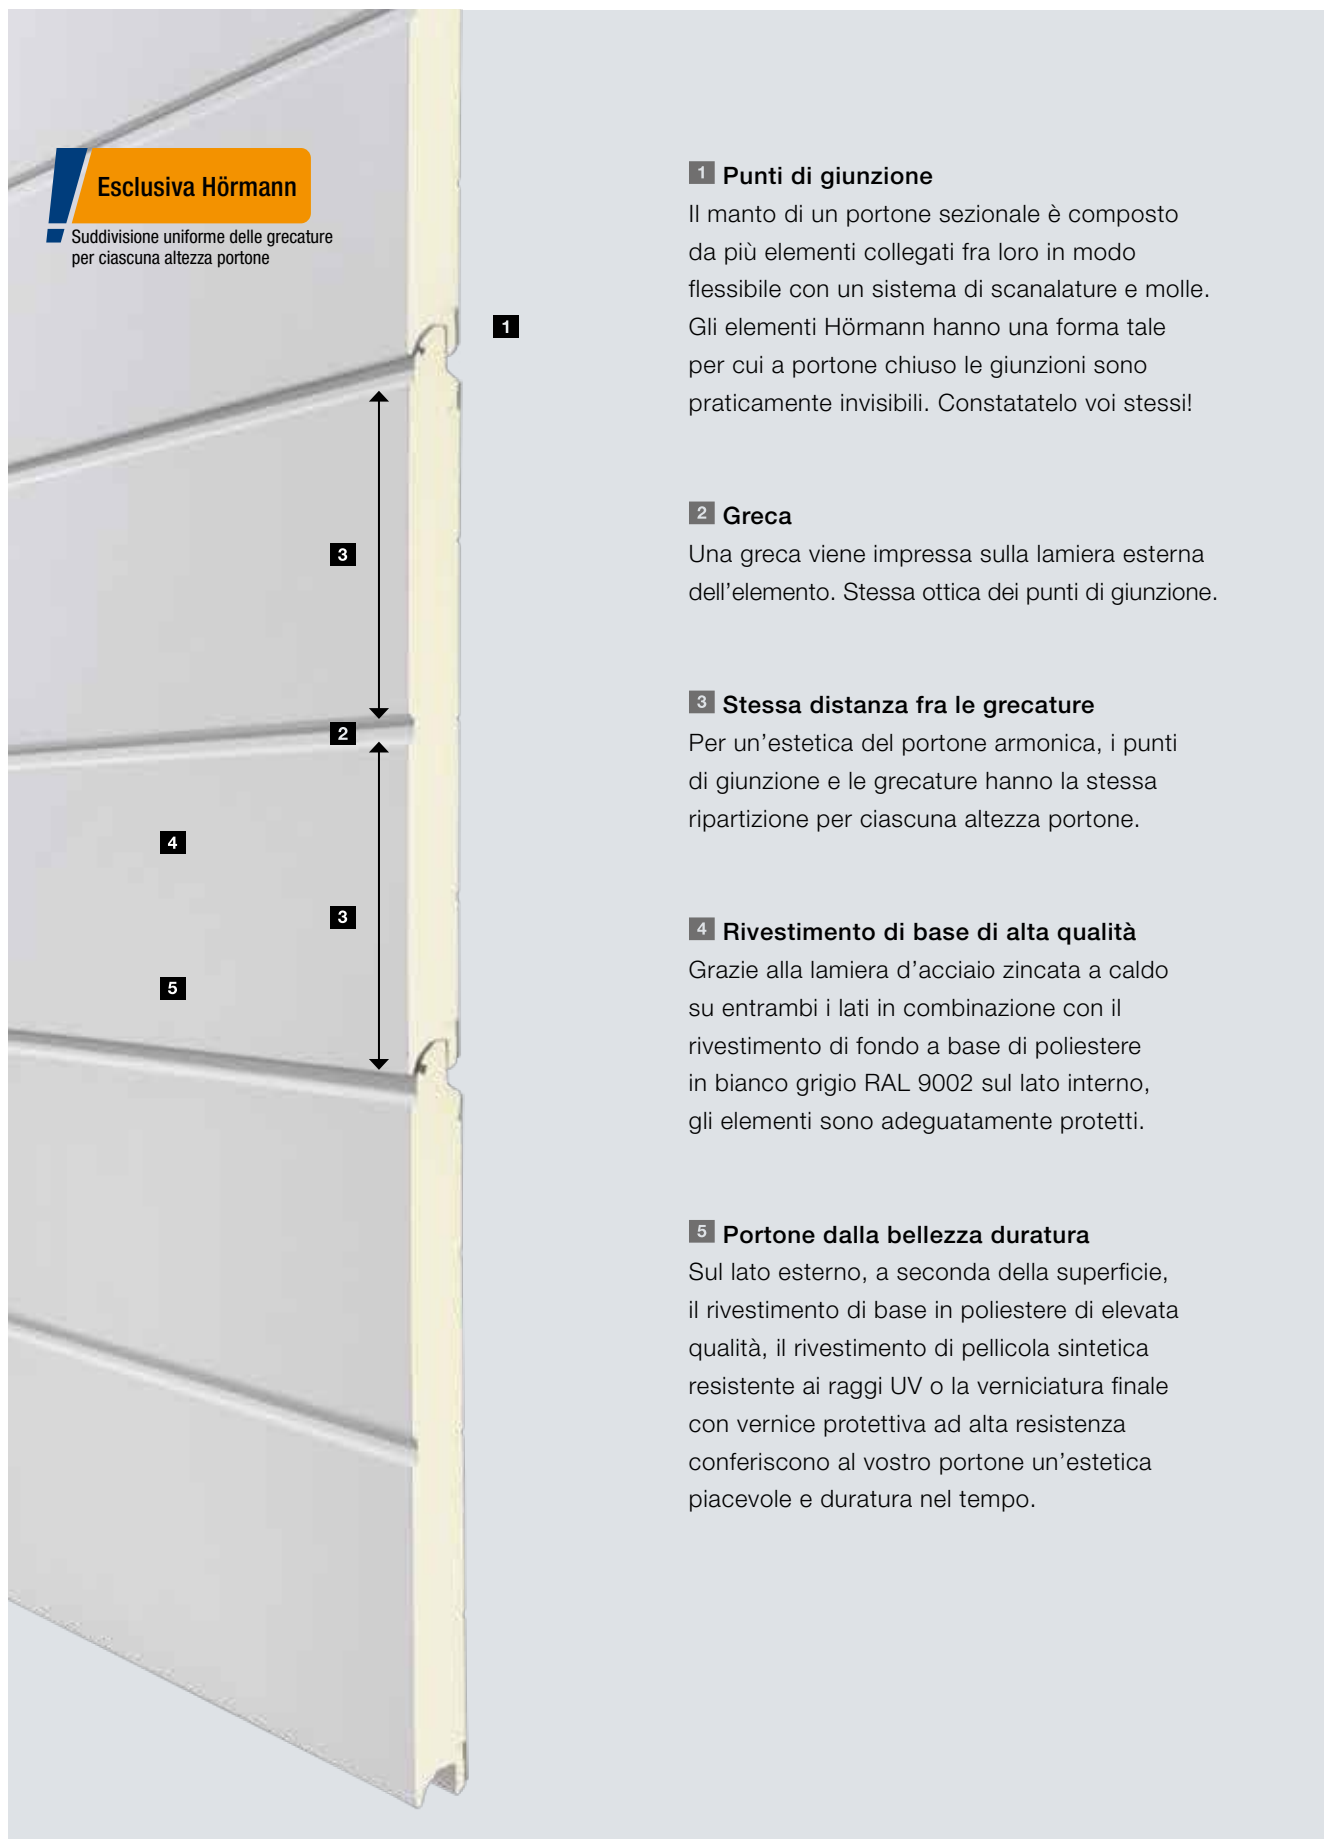 Esclusiva Hörmann
Suddivisione uniforme delle grecature
per ciascuna altezza portone
1
3
2
4
3
5
1 Punti di giunzione
Il manto di un portone sezionale è composto
da più elementi collegati fra loro in modo
flessibile con un sistema di scanalature e molle.
Gli elementi Hörmann hanno una forma tale
per cui a portone chiuso le giunzioni sono
praticamente invisibili. Constatatelo voi stessi!
2 Greca
Una greca viene impressa sulla lamiera esterna
dell’elemento. Stessa ottica dei punti di giunzione.
3 Stessa distanza fra le grecature
Per un’estetica del portone armonica, i punti
di giunzione e le grecature hanno la stessa
ripartizione per ciascuna altezza portone.
4 Rivestimento di base di alta qualità
Grazie alla lamiera d’acciaio zincata a caldo
su entrambi i lati in combinazione con il
rivestimento di fondo a base di poliestere
in bianco grigio RAL 9002 sul lato interno,
gli elementi sono adeguatamente protetti.
5 Portone dalla bellezza duratura
Sul lato esterno, a seconda della superficie,
il rivestimento di base in poliestere di elevata
qualità, il rivestimento di pellicola sintetica
resistente ai raggi UV o la verniciatura finale
con vernice protettiva ad alta resistenza
conferiscono al vostro portone un’estetica
piacevole e duratura nel tempo.